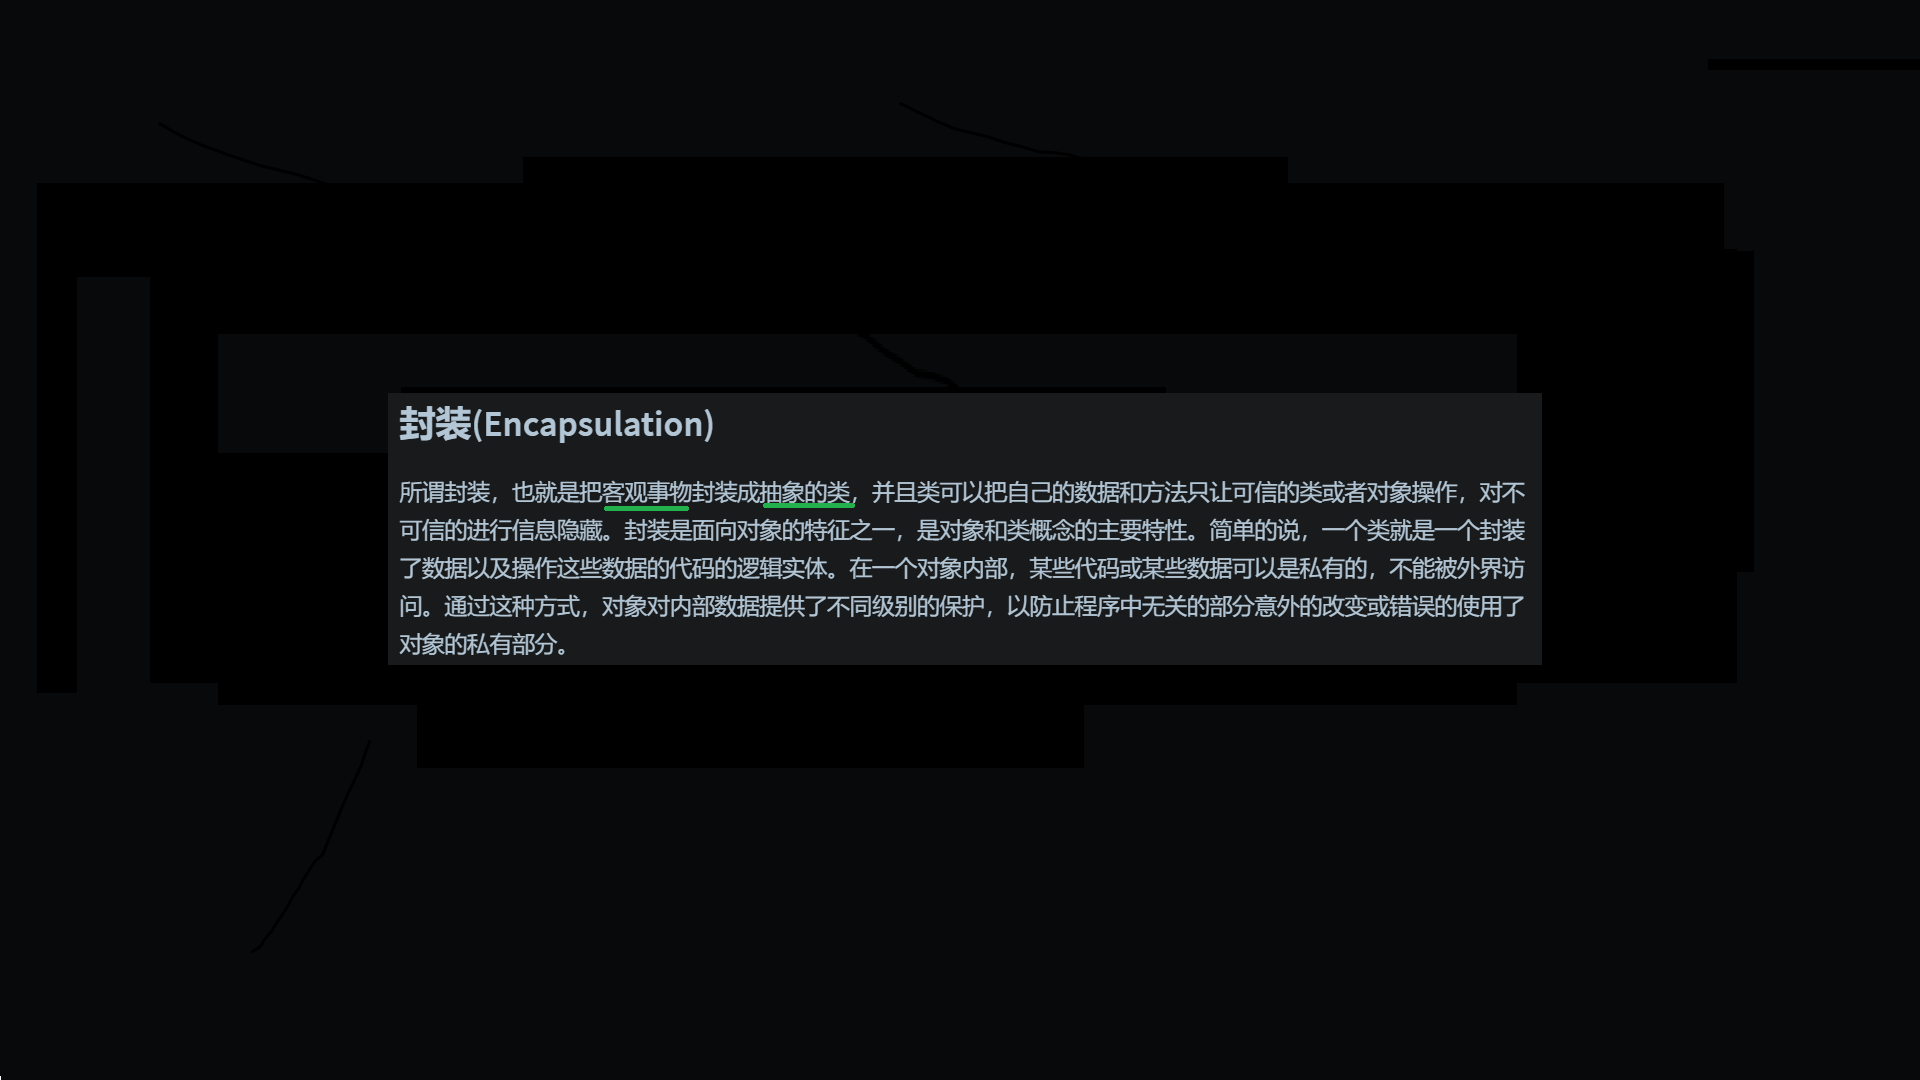 封装(Encapsulation)
所谓封装，也就是把客观事物封装成抽象的类，并且类可以把自己的数据和方法只让可信的类或者对象操作，对不
可信的进行信息隐藏。封装是面向对象的特征之一，是对象和类概念的主要特性。简单的说，一个类就是一个封装
了数据以及操作这些数据的代码的逻辑实体。在一个对象内部，某些代码或某些数据可以是私有的，不能被外界访
问。通过这种方式，对象对内部数据提供了不同级别的保护，以防止程序中无关的部分意外的改变或错误的使用了
对象的私有部分。